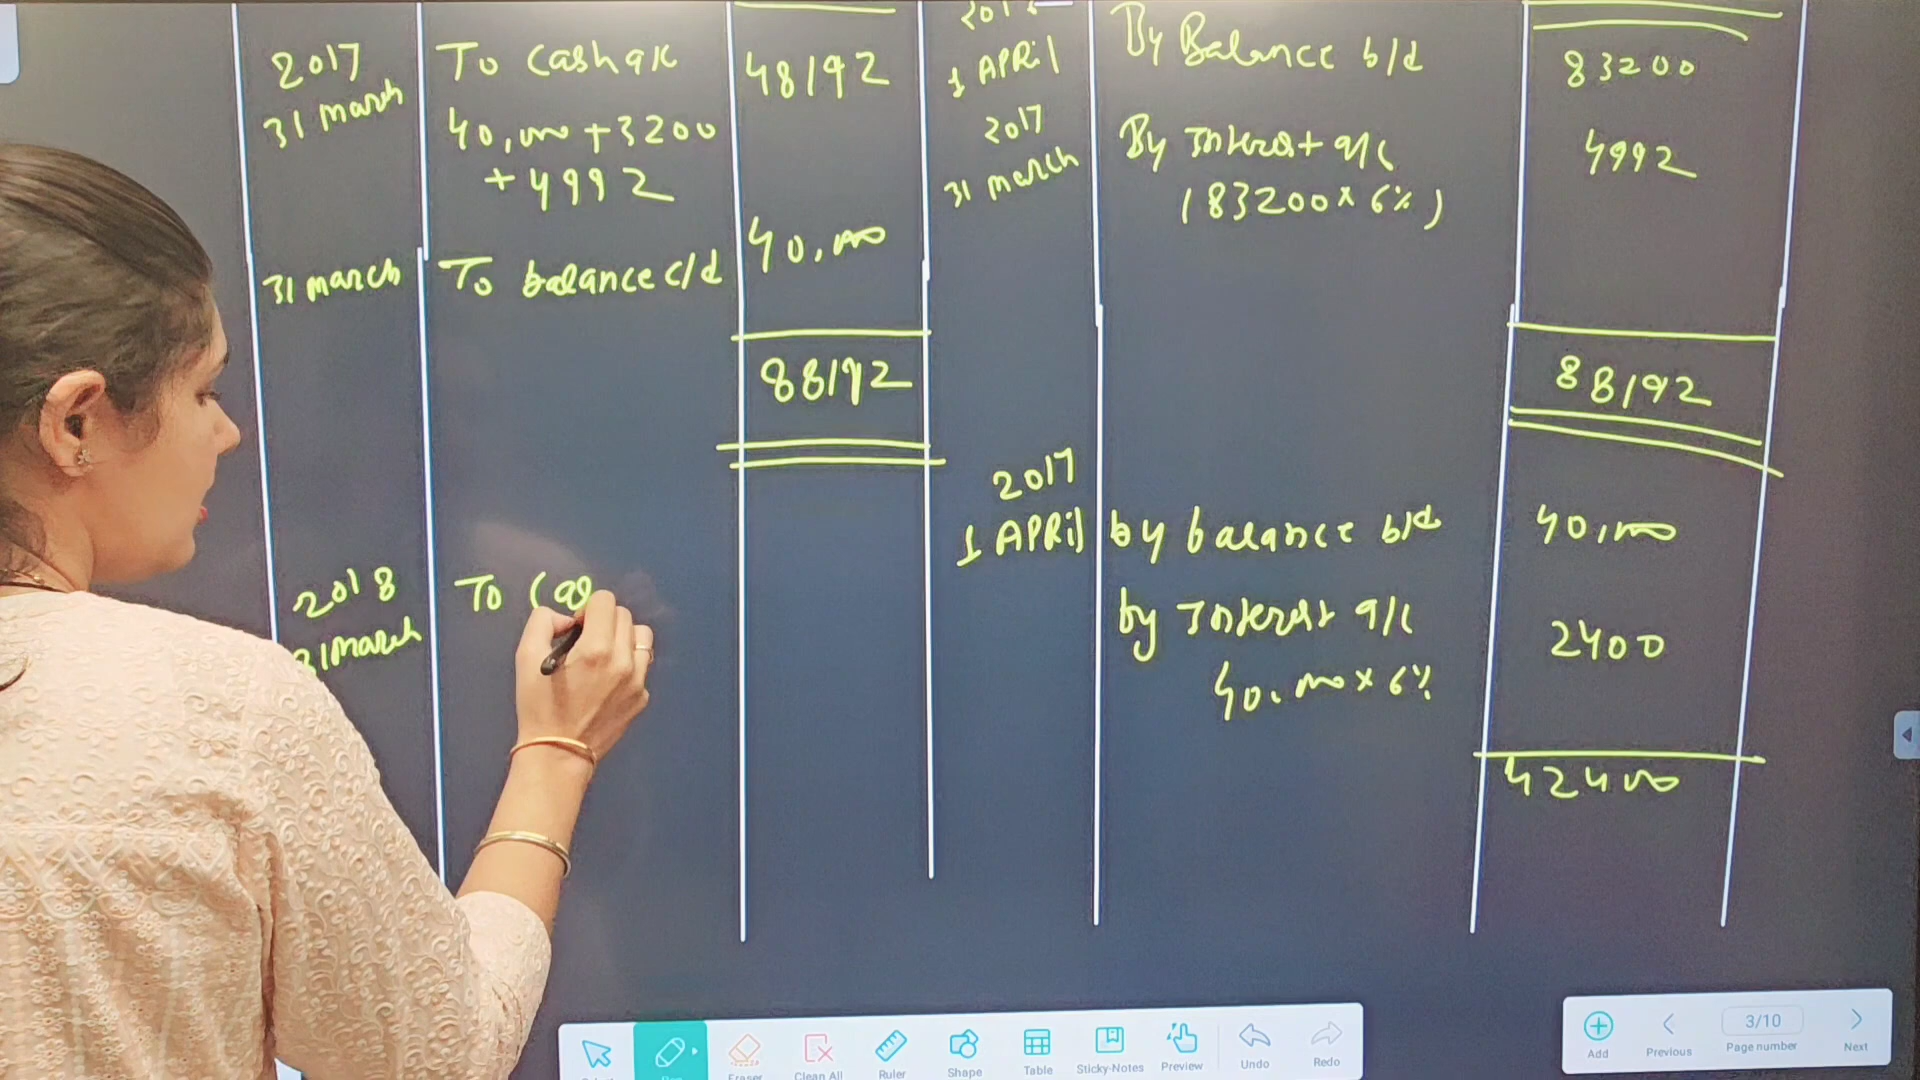 2017
31 March
To Cash a/c
48192
40,000 + 3200
+ 4992
31 March
To balance c/d
40,000
88192
2018
31 March
To Cas
1 APRil
By Balance b/d
83200
2017
31 March
By Interest a/c
4992
(83200 x 6%)
88192
2017
1 APRil
by balance b/d
40,000
by Interest a/c
2400
40,000 x 6%
42400
Eraser
Clean All
Ruler
Shape
Table
Sticky-Notes
Preview
Undo
Redo
Add
Previous
3/10
Page number
Next